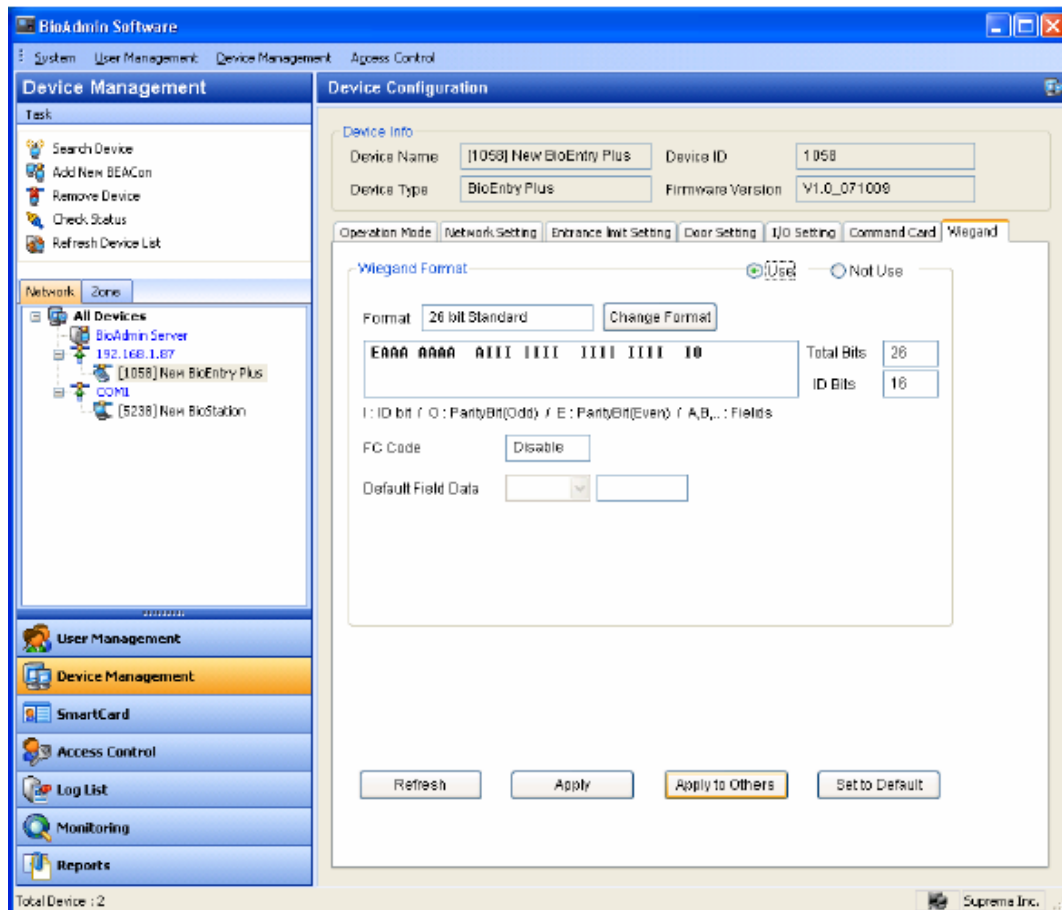 BioAdmin Software
System User Management Device Management Access Control
Device Management
Task
Search Device
Add New BEACon
Remove Device
Check Status
Refresh Device List
Network Zone
All Devices
BioAdmin Server
192.168.1.87
[1058] New BioEntry Plus
COM1
[5238] New BioStation
User Management
Device Management
SmartCard
Access Control
Log List
Monitoring
Reports
Device Configuration
Device Info
Device Name [1058] New BioEntry Plus Device ID 1058
Device Type BioEntry Plus Firmware Version V1.0_071009
Operation Mode Network Setting Entrance limit Setting Door Setting I/O Setting Command Card Wiegand
Wiegand Format Use Not Use
Format 26 bit Standard Change Format
EAAA AAAA AIII IIII IIII IIII IO Total Bits 26
ID Bits 16
I : ID bit / O : ParityBit(Odd) / E : ParityBit(Even) / A,B,.. : Fields
FC Code Disable
Default Field Data
Refresh Apply Apply to Others Set to Default
Total Device : 2 Suprema Inc.